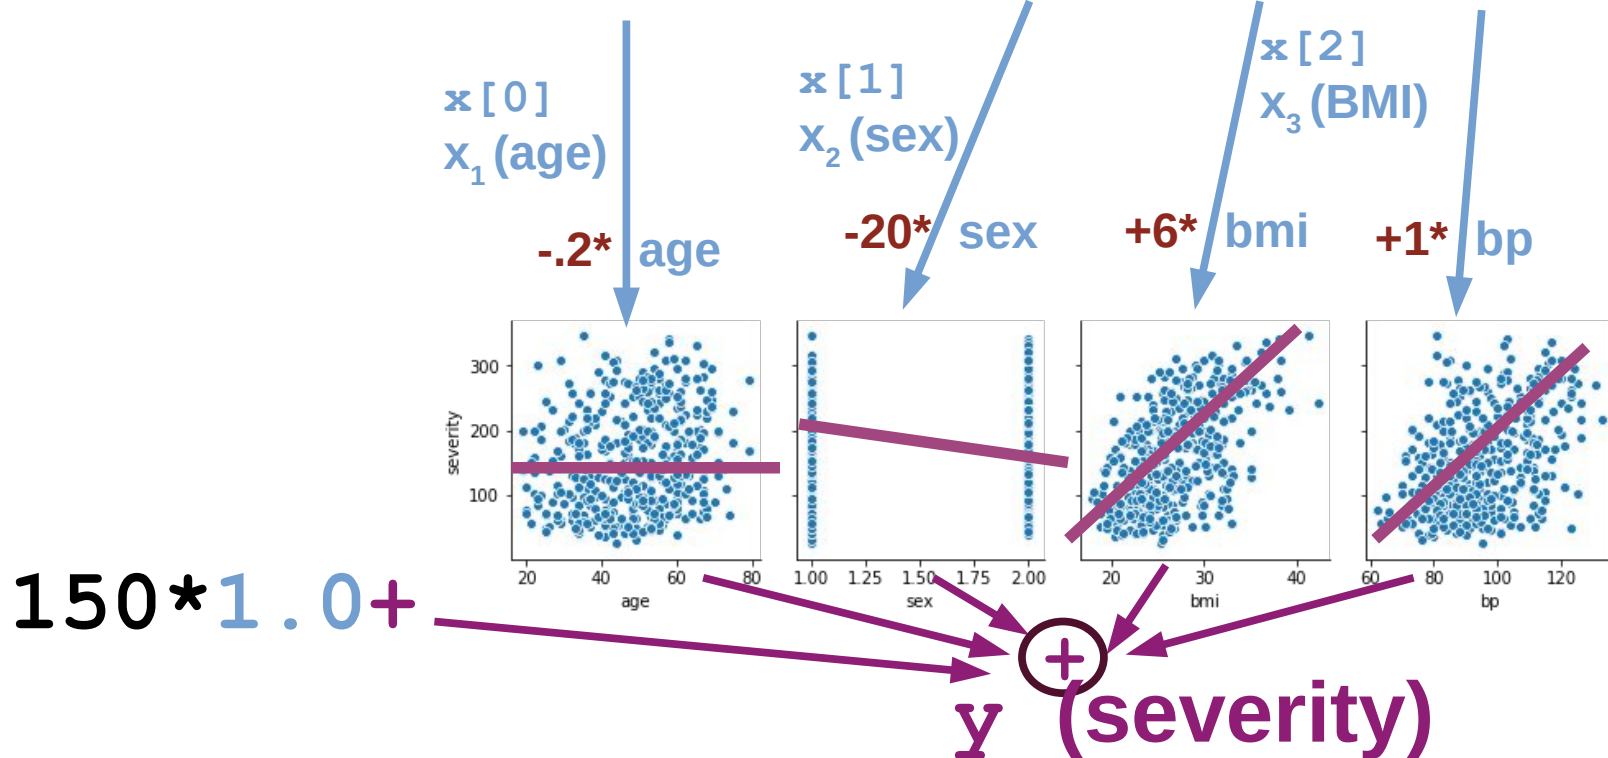 x[0]
x1(age)
x[1]
x2(sex)
x[2]
x3(BMI)
-.2* age
-20* sex
+6* bmi
+1* bp
severity
300
200
100
20 40 60 80
age
1.00 1.25 1.50 1.75 2.00
sex
20 30 40
bmi
60 80 100 120
bp
150*1.0+
+
y (severity)